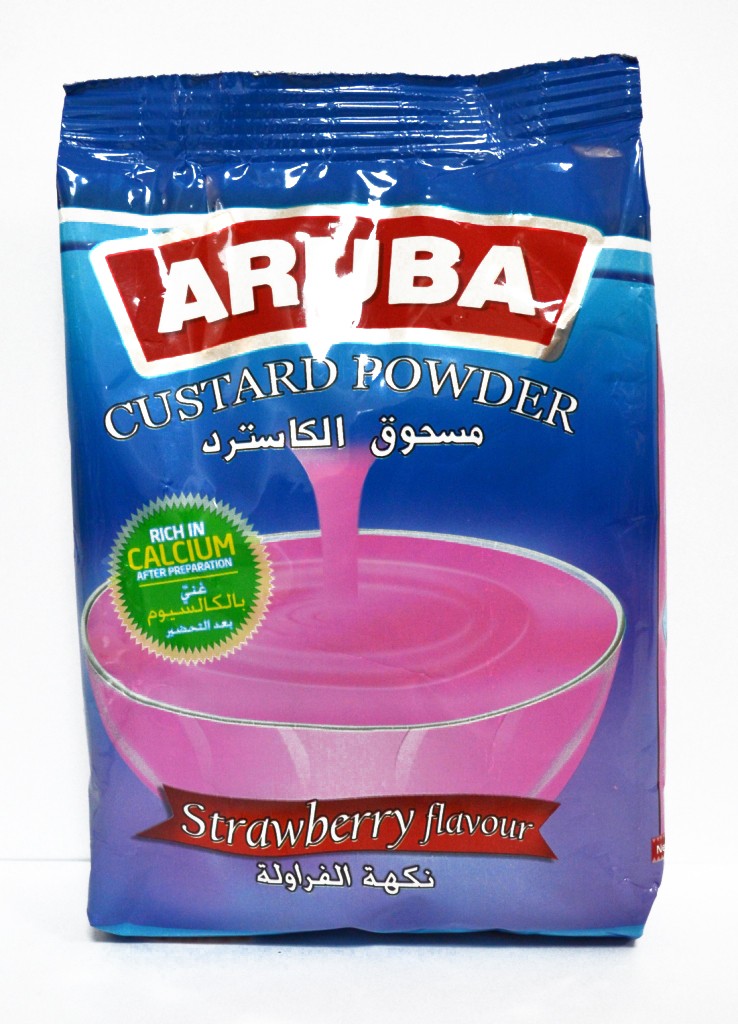 ARUBA
CUSTARD POWDER
مسحوق الكاسترد
RICH IN
CALCIUM
AFTER PREPARATION
غنيّ
بالكالسيوم
بعد التحضير
Strawberry flavour
نكهة الفراولة